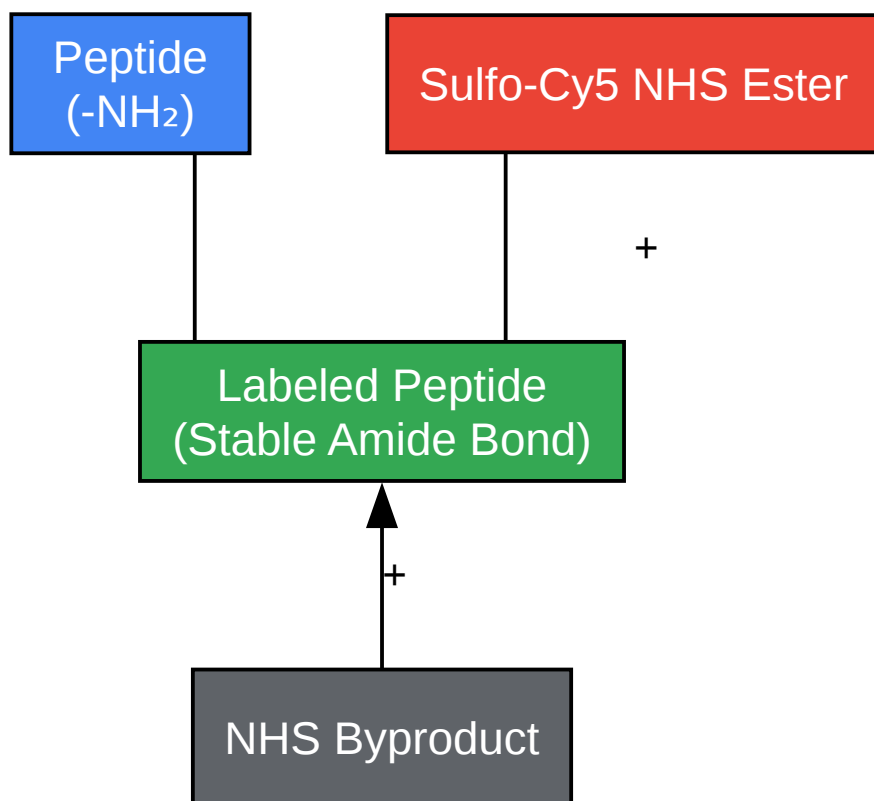 Peptide
(-NH₂)
Sulfo-Cy5 NHS Ester
+
Labeled Peptide
(Stable Amide Bond)
+
NHS Byproduct